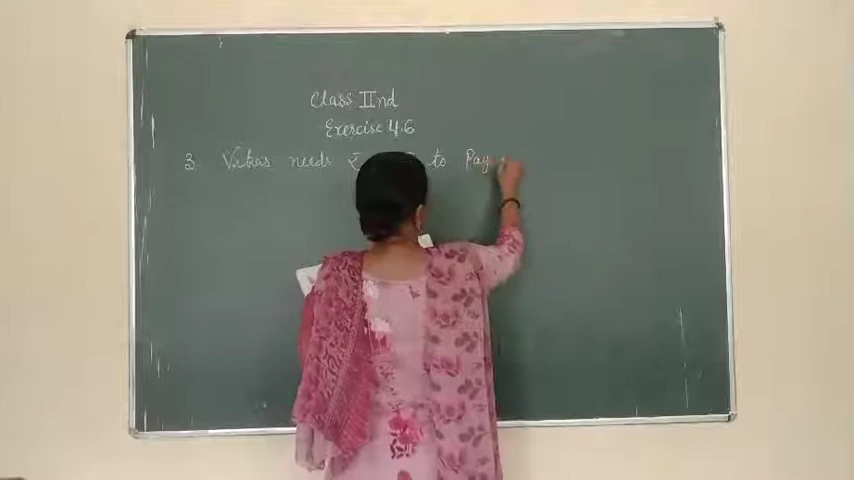 Class IInd
Exercise 4.6
3 Vikas needs ₹ to Pay